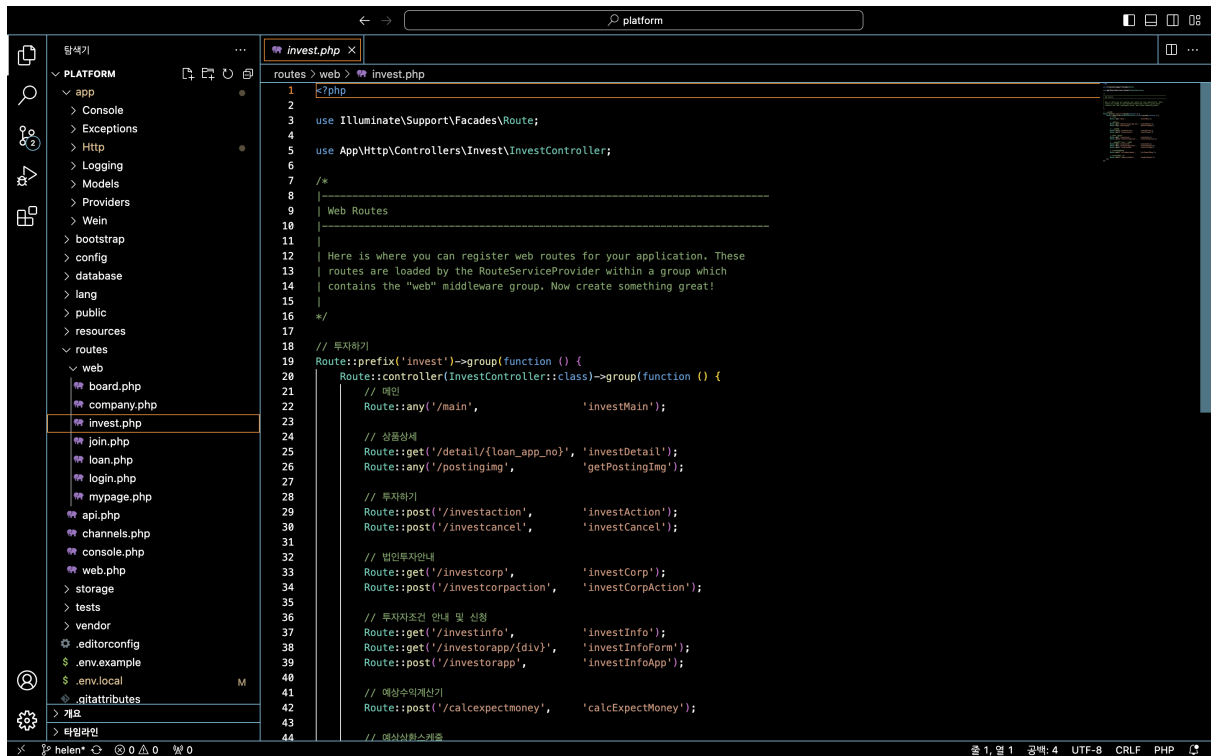 platform
탐색기
PLATFORM
app
Console
Exceptions
Http
Logging
Models
Providers
Wein
bootstrap
config
database
lang
public
resources
routes
web
board.php
company.php
invest.php
join.php
loan.php
login.php
mypage.php
api.php
channels.php
console.php
web.php
storage
tests
vendor
.editorconfig
$ .env.example
$ .env.local M
.gitattributes
개요
타임라인
2
invest.php
routes > web > invest.php
1 <?php
2
3 use Illuminate\Support\Facades\Route;
4
5 use App\Http\Controllers\Invest\InvestController;
6
7 /*
8 |--------------------------------------------------------------------------
9 | Web Routes
10 |--------------------------------------------------------------------------
11 |
12 | Here is where you can register web routes for your application. These
13 | routes are loaded by the RouteServiceProvider within a group which
14 | contains the "web" middleware group. Now create something great!
15 |
16 */
17
18 // 투자하기
19 Route::prefix('invest')->group(function () {
20 Route::controller(InvestController::class)->group(function () {
21 // 메인
22 Route::any('/main', 'investMain');
23
24 // 상품상세
25 Route::get('/detail/{loan_app_no}', 'investDetail');
26 Route::any('/postingimg', 'getPostingImg');
27
28 // 투자하기
29 Route::post('/investaction', 'investAction');
30 Route::post('/investcancel', 'investCancel');
31
32 // 법인투자안내
33 Route::get('/investcorp', 'investCorp');
34 Route::post('/investcorpaction', 'investCorpAction');
35
36 // 투자자조건 안내 및 신청
37 Route::get('/investinfo', 'investInfo');
38 Route::get('/investorapp/{div}', 'investInfoForm');
39 Route::post('/investorapp', 'investInfoApp');
40
41 // 예상수익계산기
42 Route::post('/calcexpectmoney', 'calcExpectMoney');
43
44 // 예상상환스케줄
helen* 0 0 0
줄 1, 열 1 공백: 4 UTF-8 CRLF PHP